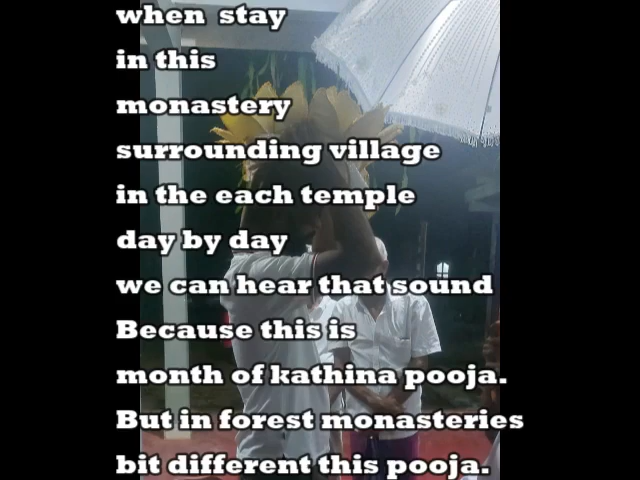 when stay
in this
monastery
surrounding village
in the each temple
day by day
we can hear that sound
Because this is
month of kathina pooja.
But in forest monasteries
bit different this pooja.